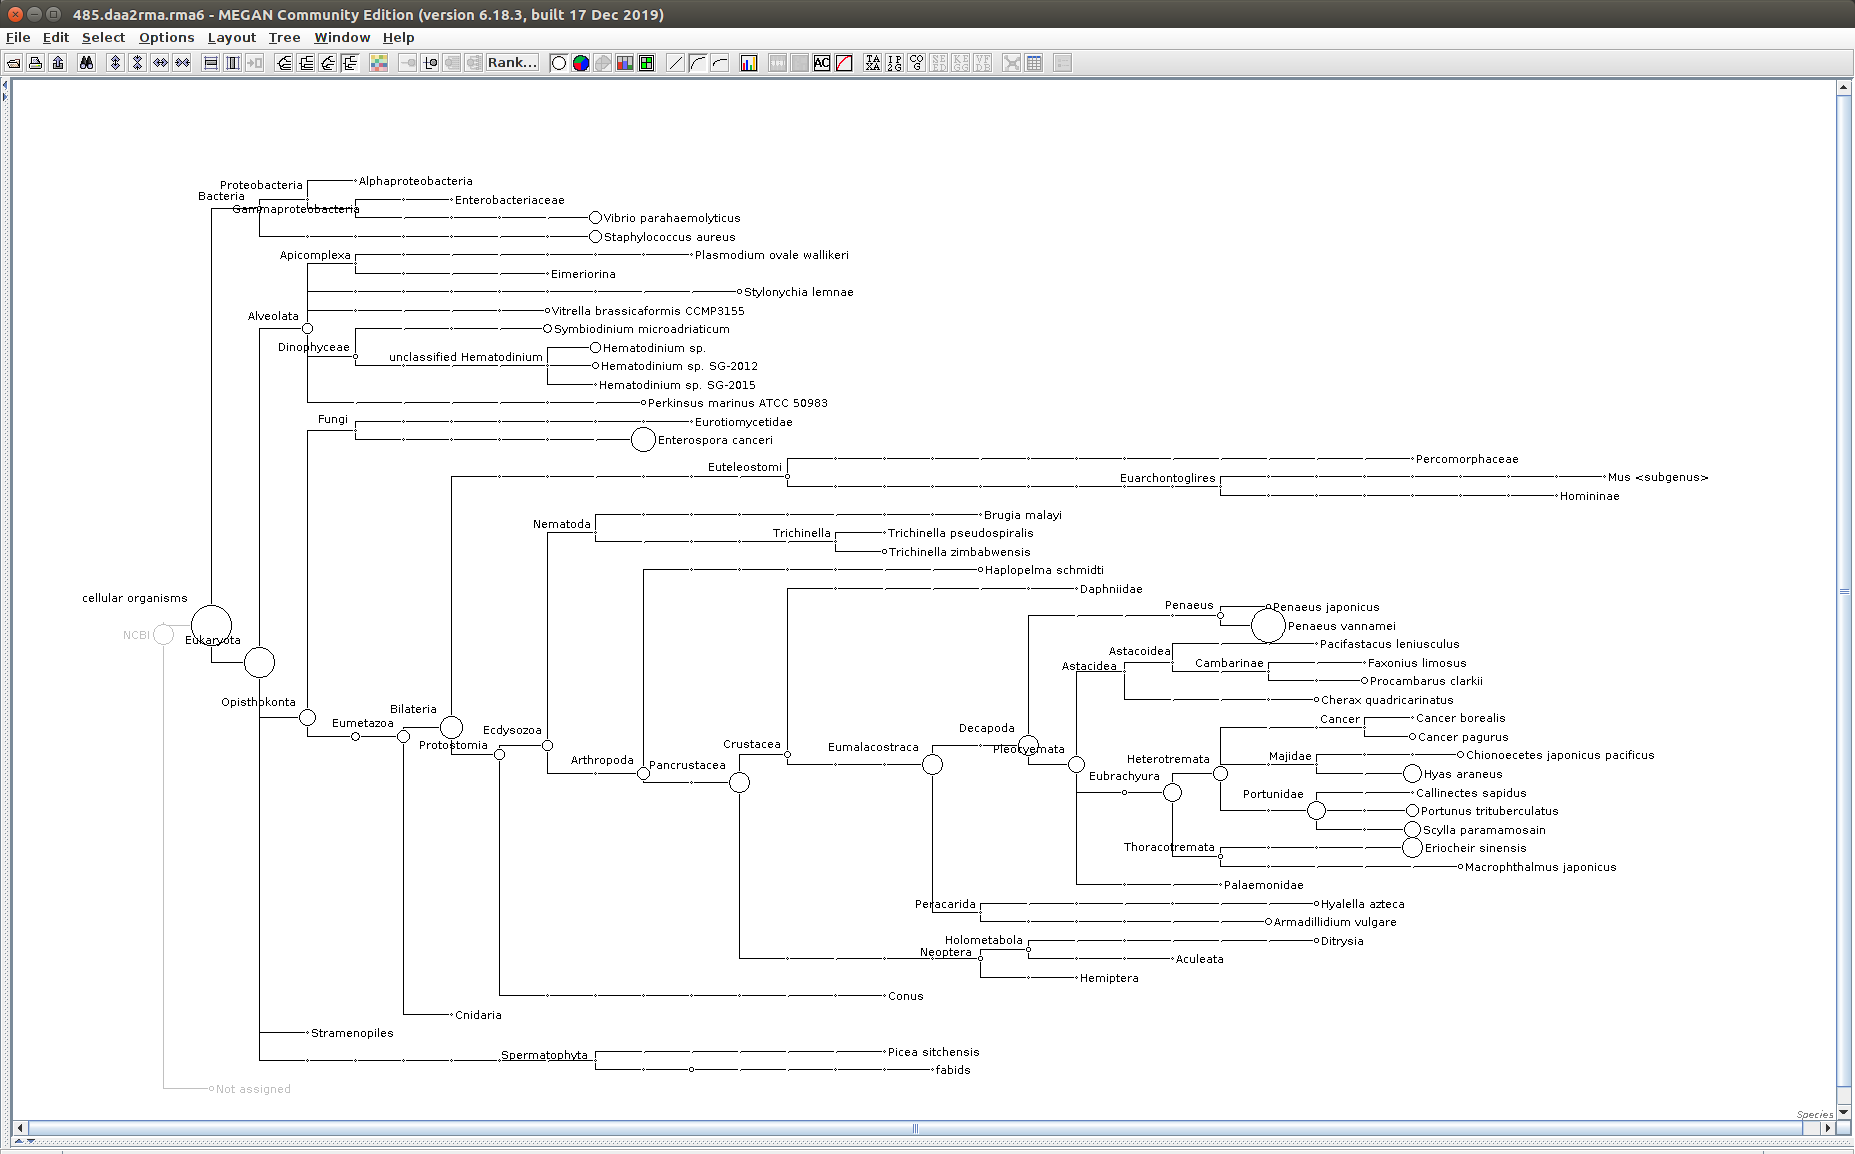 485.daa2rma.rma6 - MEGAN Community Edition (version 6.18.3, built 17 Dec 2019)
File Edit Select Options Layout Tree Window Help
Rank...
AC
TAXA
IP2G
COG
SEED
KEGG
VFDB
Proteobacteria
Alphaproteobacteria
Bacteria
Enterobacteriaceae
Gammaproteobacteria
Vibrio parahaemolyticus
Staphylococcus aureus
Apicomplexa
Plasmodium ovale wallikeri
Eimeriorina
Stylonychia lemnae
Vitrella brassicaformis CCMP3155
Alveolata
Symbiodinium microadriaticum
Dinophyceae
Hematodinium sp.
unclassified Hematodinium
Hematodinium sp. SG-2012
Hematodinium sp. SG-2015
Perkinsus marinus ATCC 50983
Fungi
Eurotiomycetidae
Enterospora canceri
Percomorphaceae
Euteleostomi
Euarchontoglires
Mus <subgenus>
Homininae
Brugia malayi
Nematoda
Trichinella
Trichinella pseudospiralis
Trichinella zimbabwensis
Haplopelma schmidti
Daphniidae
cellular organisms
Penaeus
Penaeus japonicus
Penaeus vannamei
NCBI
Eukaryota
Pacifastacus leniusculus
Astacoidea
Astacidea
Cambarinae
Faxonius limosus
Procambarus clarkii
Cherax quadricarinatus
Opisthokonta
Bilateria
Cancer
Cancer borealis
Eumetazoa
Ecdysozoa
Decapoda
Cancer pagurus
Protostomia
Crustacea
Eumalacostraca
Pleocyemata
Chionoecetes japonicus pacificus
Arthropoda
Pancrustacea
Heterotremata
Majidae
Hyas araneus
Eubrachyura
Portunidae
Callinectes sapidus
Portunus trituberculatus
Scylla paramamosain
Thoracotremata
Eriocheir sinensis
Macrophthalmus japonicus
Palaemonidae
Peracarida
Hyalella azteca
Armadillidium vulgare
Holometabola
Ditrysia
Neoptera
Aculeata
Hemiptera
Conus
Cnidaria
Stramenopiles
Spermatophyta
Picea sitchensis
fabids
Not assigned
Species